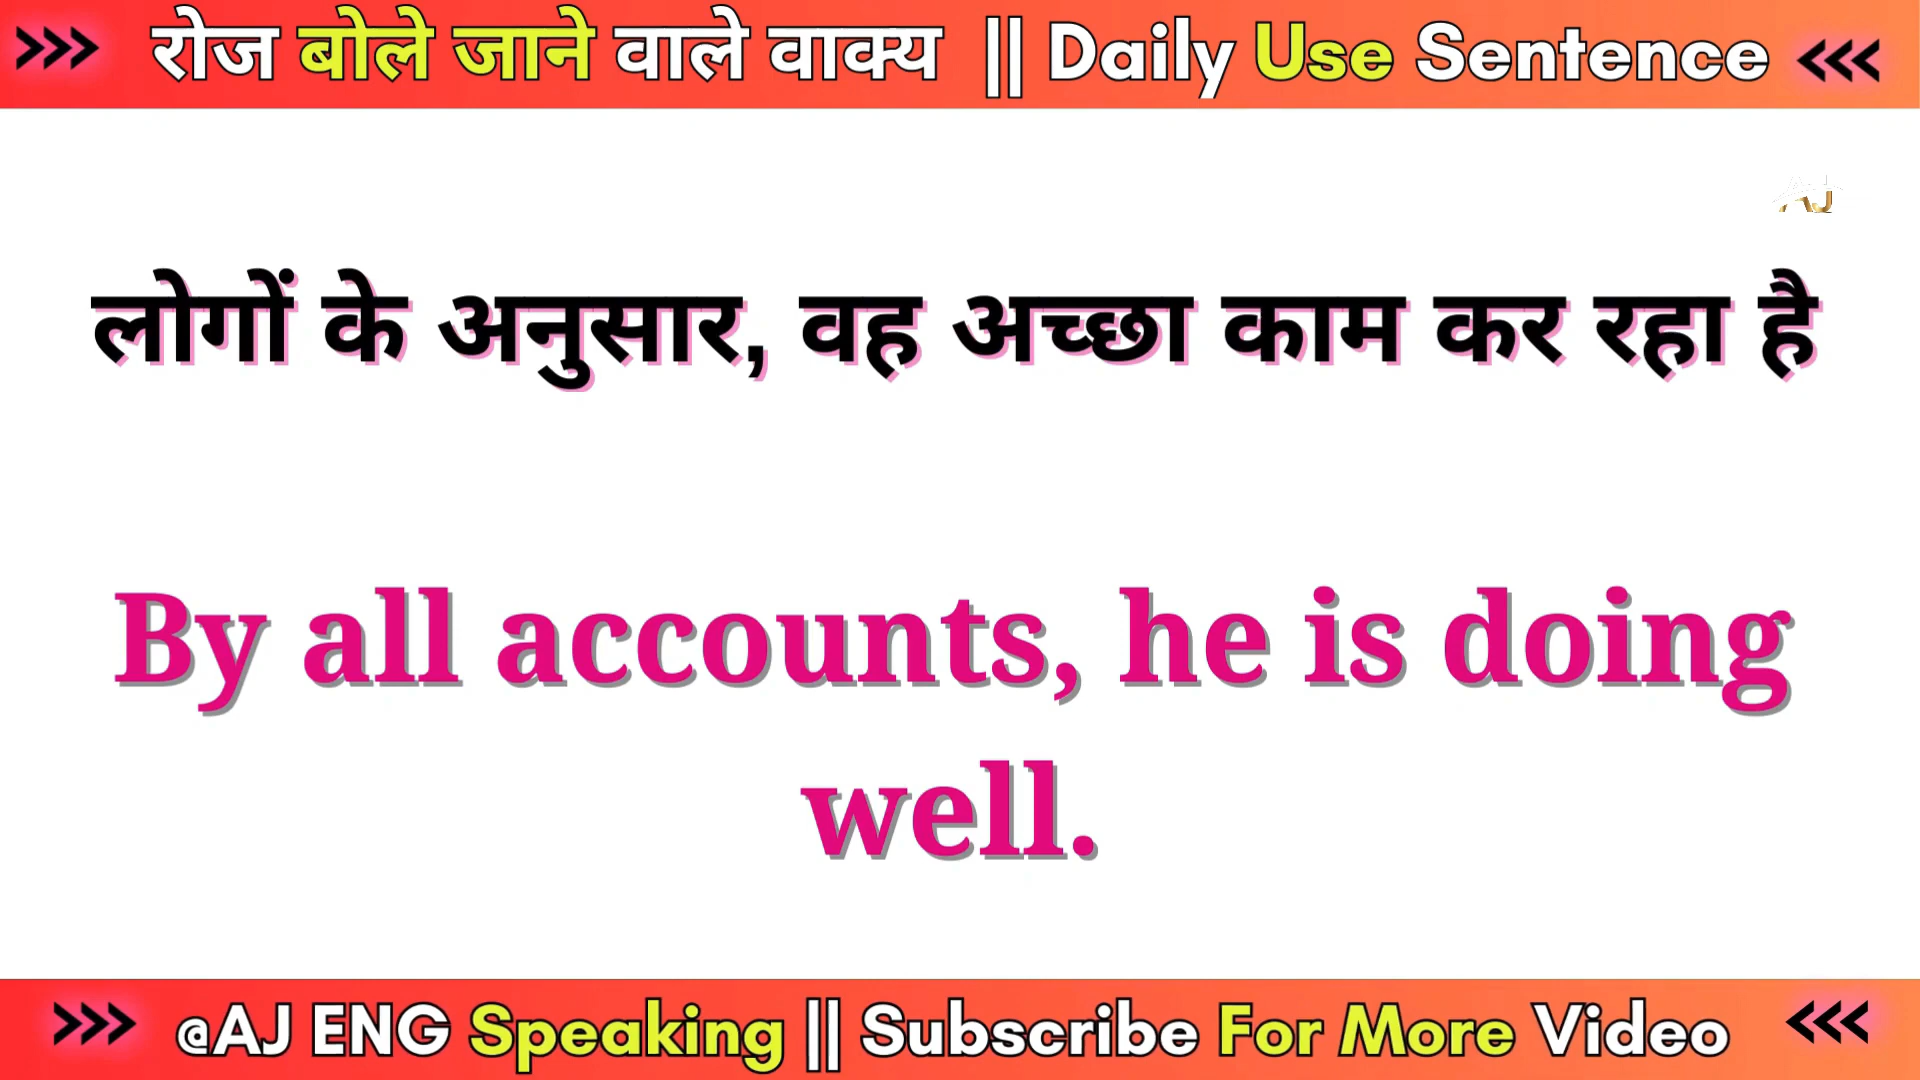 >>> रोज बोले जाने वाले वाक्य || Daily Use Sentence <<<
AJ
लोगों के अनुसार, वह अच्छा काम कर रहा है
By all accounts, he is doing
well.
>>> @AJ ENG Speaking || Subscribe For More Video <<<